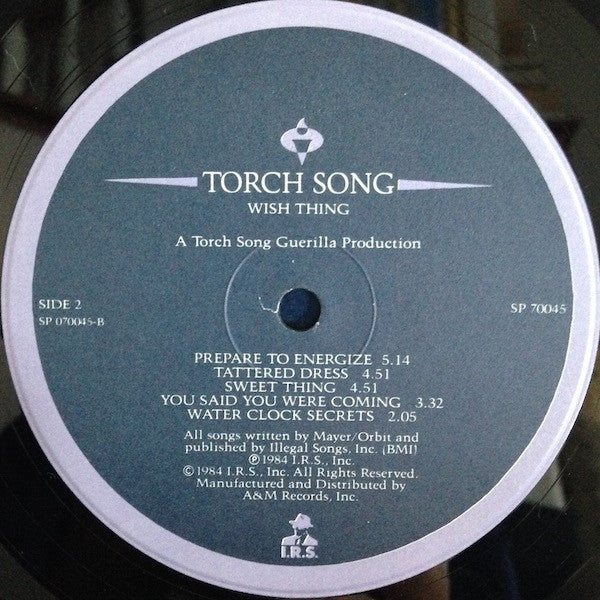 TORCH SONG
WISH THING
A Torch Song Guerilla Production
SIDE 2
SP 070045-B
SP 70045
PREPARE TO ENERGIZE 5.14
TATTERED DRESS 4.51
SWEET THING 4.51
YOU SAID YOU WERE COMING 3.32
WATER CLOCK SECRETS 2.05
All songs written by Mayer/Orbit and
published by Illegal Songs, Inc. (BMI)
℗ 1984 I.R.S., Inc.
© 1984 I.R.S., Inc. All Rights Reserved.
Manufactured and Distributed by
A&M Records, Inc.
I.R.S.